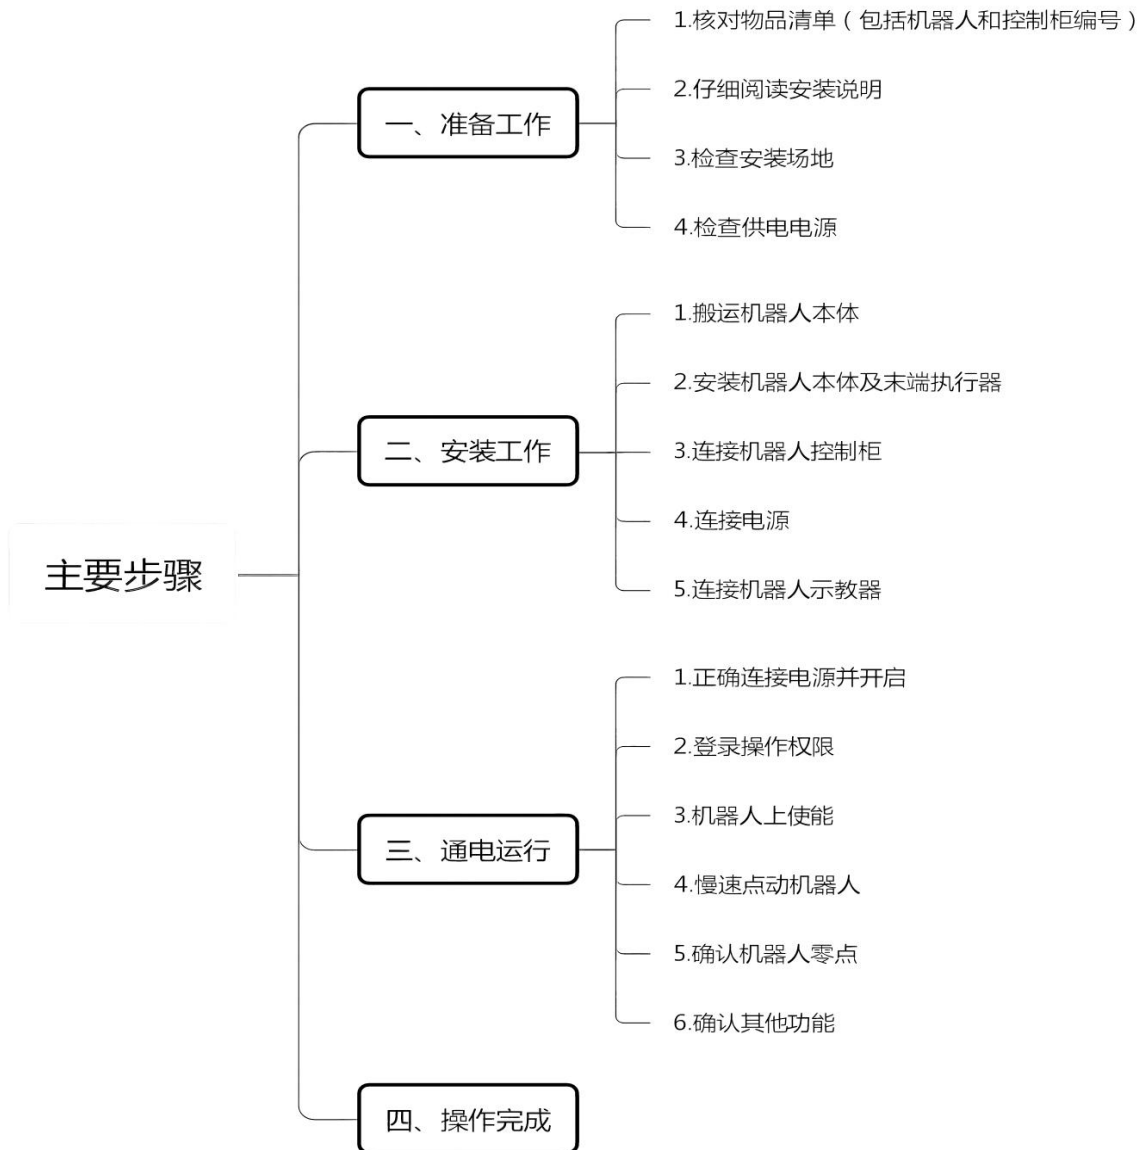 主要步骤
一、准备工作
1.核对物品清单（包括机器人和控制柜编号）
2.仔细阅读安装说明
3.检查安装场地
4.检查供电电源
二、安装工作
1.搬运机器人本体
2.安装机器人本体及末端执行器
3.连接机器人控制柜
4.连接电源
5.连接机器人示教器
三、通电运行
1.正确连接电源并开启
2.登录操作权限
3.机器人上使能
4.慢速点动机器人
5.确认机器人零点
6.确认其他功能
四、操作完成